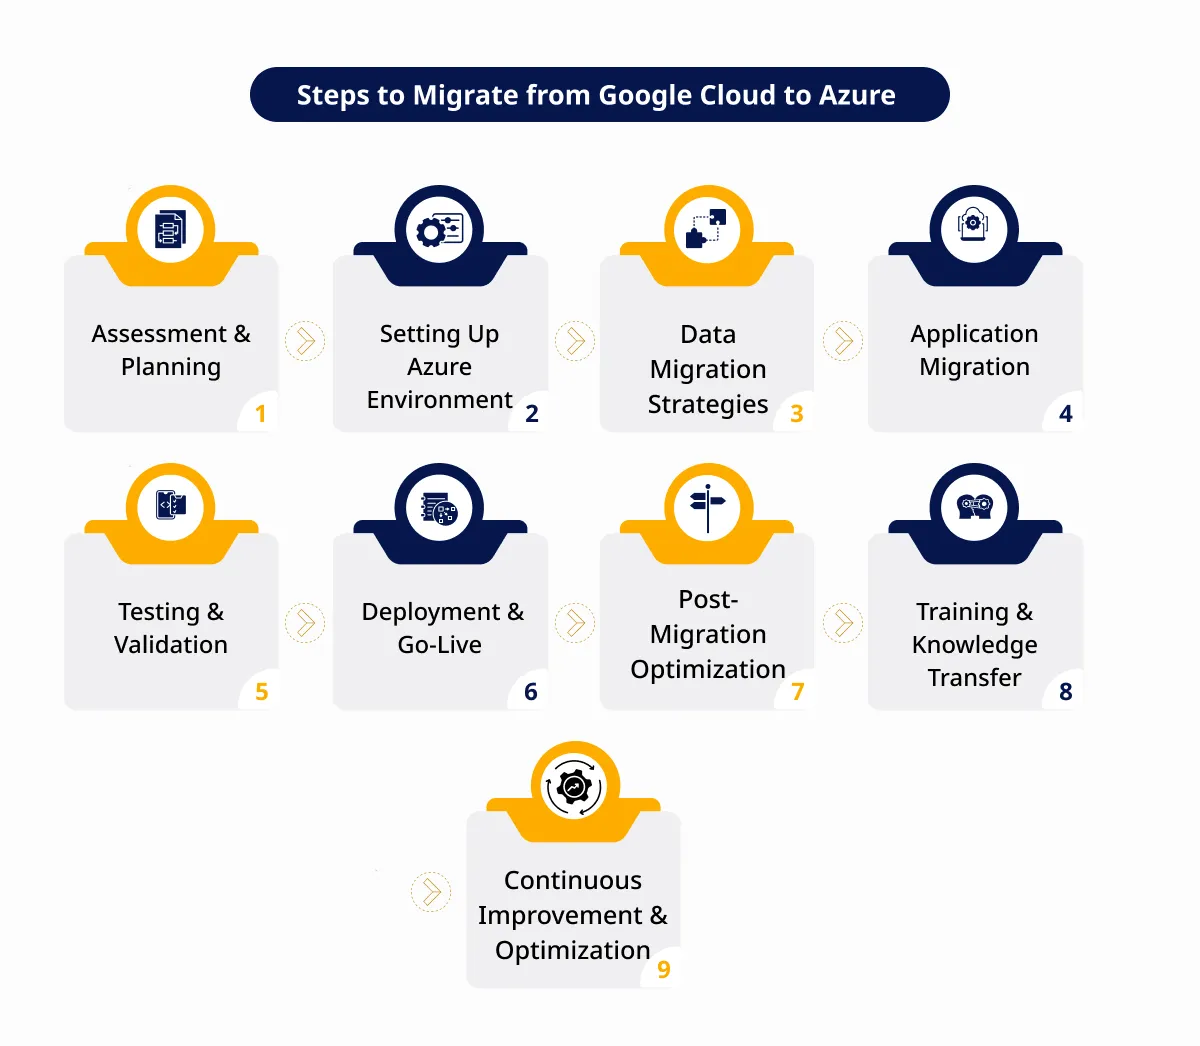 Steps to Migrate from Google Cloud to Azure
Assessment &
Planning
1
Setting Up
Azure
Environment
2
Data
Migration
Strategies
3
Application
Migration
4
Testing &
Validation
5
Deployment &
Go-Live
6
Post-
Migration
Optimization
7
Training &
Knowledge
Transfer
8
Continuous
Improvement &
Optimization
9